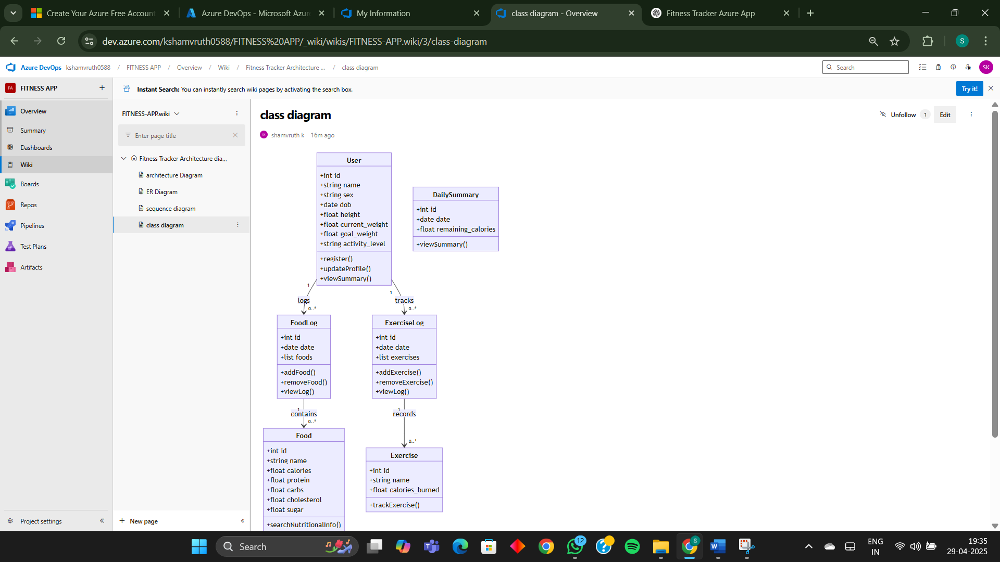 Create Your Azure Free Account
Azure DevOps - Microsoft Azur
My Information
class diagram - Overview
Fitness Tracker Azure App
dev.azure.com/kshamvruth0588/FITNESS%20APP/_wiki/wikis/FITNESS-APP.wiki/3/class-diagram
S
Azure DevOps kshamvruth0588 / FITNESS APP / Overview / Wiki / Fitness Tracker Architecture ... / class diagram
Search
SK
FA FITNESS APP
Instant Search: You can instantly search wiki pages by activating the search box.
Try it!
Overview
Summary
Dashboards
Wiki
Boards
Repos
Pipelines
Test Plans
Artifacts
Project settings
FITNESS-APP.wiki
Enter page title
Fitness Tracker Architecture dia...
architecture Diagram
ER Diagram
sequence diagram
class diagram
New page
class diagram
Unfollow 1
Edit
shamvruth k 16m ago
User
+int id
+string name
+string sex
+date dob
+float height
+float current_weight
+float goal_weight
+string activity_level
+register()
+updateProfile()
+viewSummary()
DailySummary
+int id
+date date
+float remaining_calories
+viewSummary()
1
logs
0..*
1
tracks
0..*
FoodLog
+int id
+date date
+list foods
+addFood()
+removeFood()
+viewLog()
ExerciseLog
+int id
+date date
+list exercises
+addExercise()
+removeExercise()
+viewLog()
1
contains
0..*
1
records
0..*
Food
+int id
+string name
+float calories
+float protein
+float carbs
+float cholesterol
+float sugar
+searchNutritionalInfo()
Exercise
+int id
+string name
+float calories_burned
+trackExercise()
Search
12
S
ENG
IN
19:35
29-04-2025